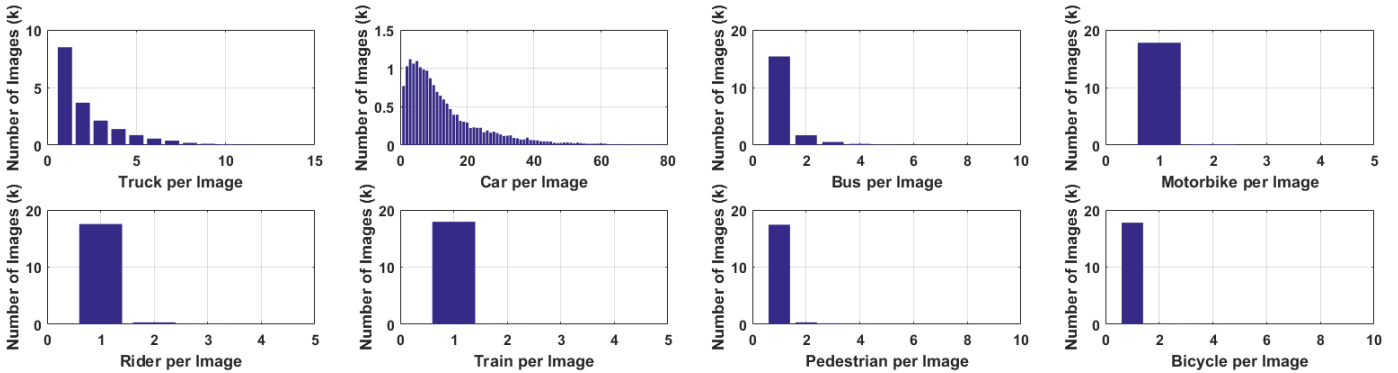 Number of Images (k)
10
5
0
0 5 10 15
Truck per Image
Number of Images (k)
1.5
1
0.5
0
0 20 40 60 80
Car per Image
Number of Images (k)
20
10
0
0 2 4 6 8 10
Bus per Image
Number of Images (k)
20
10
0
0 1 2 3 4 5
Motorbike per Image
Number of Images (k)
20
10
0
0 1 2 3 4 5
Rider per Image
Number of Images (k)
20
10
0
0 1 2 3 4 5
Train per Image
Number of Images (k)
20
10
0
0 2 4 6 8 10
Pedestrian per Image
Number of Images (k)
20
10
0
0 2 4 6 8 10
Bicycle per Image